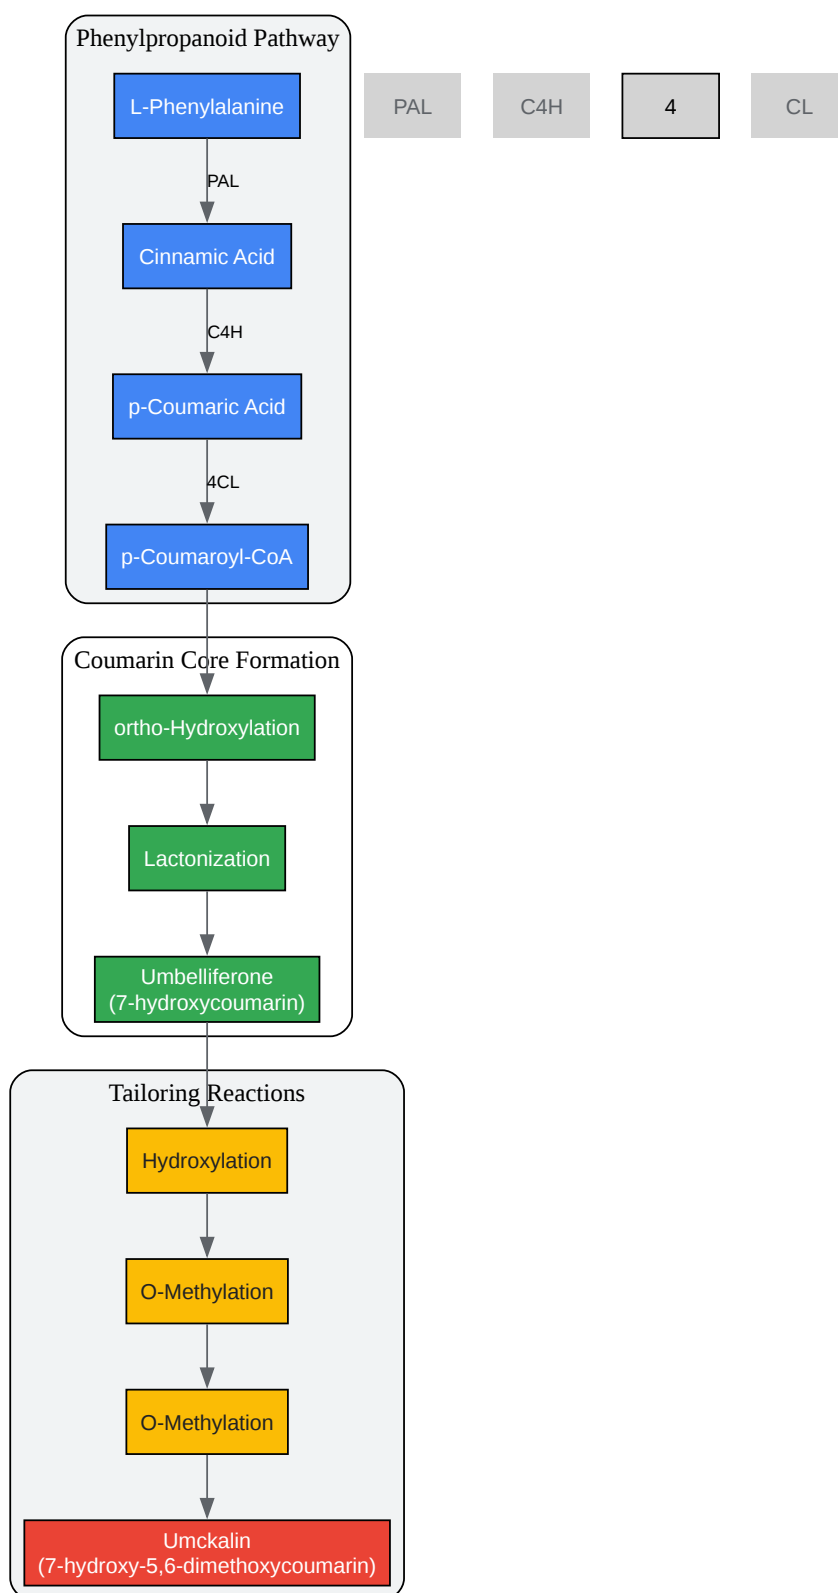 Phenylpropanoid Pathway
L-Phenylalanine
PAL
C4H
4
CL
PAL
Cinnamic Acid
C4H
p-Coumaric Acid
4CL
p-Coumaroyl-CoA
Coumarin Core Formation
ortho-Hydroxylation
Lactonization
Umbelliferone
(7-hydroxycoumarin)
Tailoring Reactions
Hydroxylation
O-Methylation
O-Methylation
Umckalin
(7-hydroxy-5,6-dimethoxycoumarin)